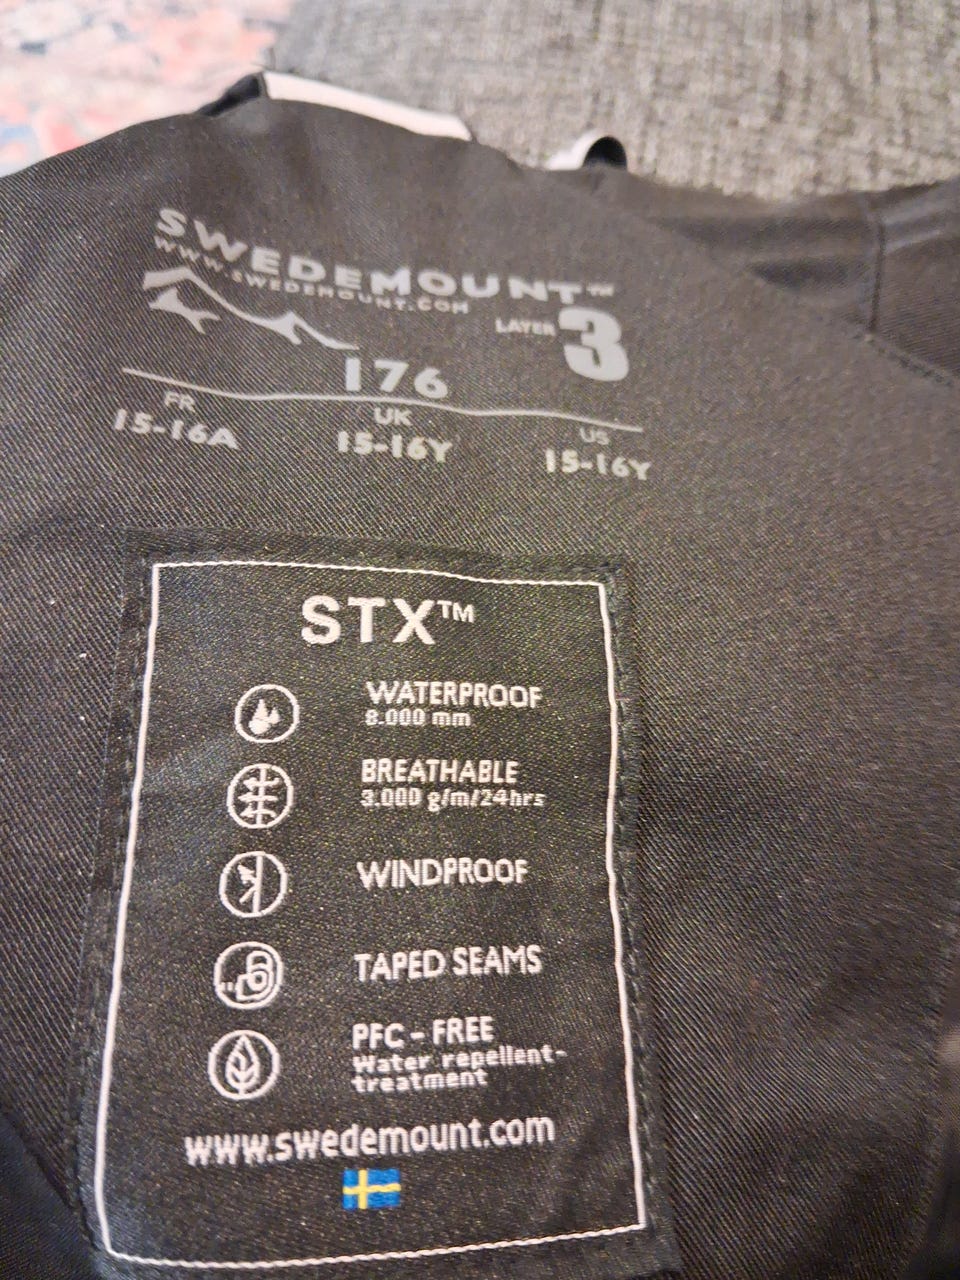 SWEDEMOUNT™
WWW.SWEDEMOUNT.COM
LAYER 3
176
FR
15-16A
UK
15-16Y
US
15-16Y
STX™
WATERPROOF
8.000 mm
BREATHABLE
3.000 g/m/24hrs
WINDPROOF
TAPED SEAMS
PFC - FREE
Water repellent-
treatment
www.swedemount.com